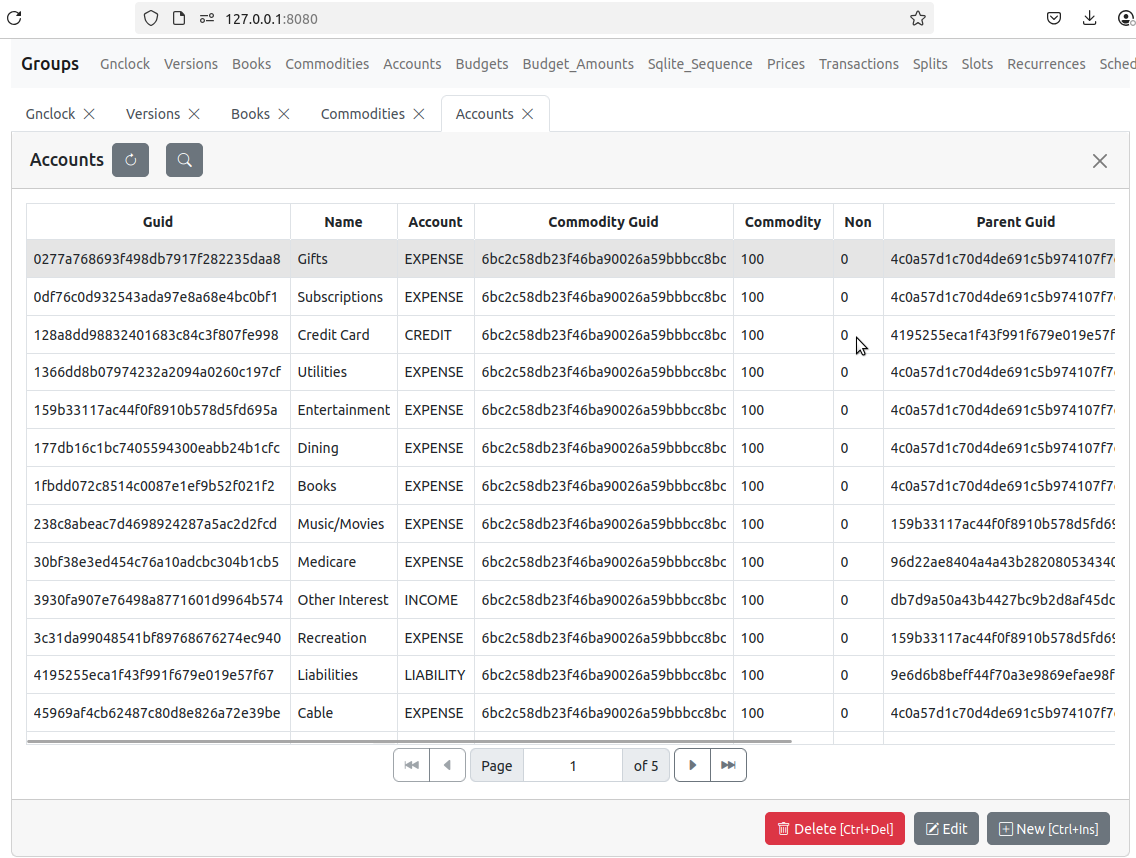 127.0.0.1:8080
Groups Gnclock Versions Books Commodities Accounts Budgets Budget_Amounts Sqlite_Sequence Prices Transactions Splits Slots Recurrences Sched
Gnclock Versions Books Commodities Accounts
Accounts
Guid Name Account Commodity Guid Commodity Non Parent Guid
0277a768693f498db7917f282235daa8 Gifts EXPENSE 6bc2c58db23f46ba90026a59bbbcc8bc 100 0 4c0a57d1c70d4de691c5b974107f7
0df76c0d932543ada97e8a68e4bc0bf1 Subscriptions EXPENSE 6bc2c58db23f46ba90026a59bbbcc8bc 100 0 4c0a57d1c70d4de691c5b974107f7
128a8dd98832401683c84c3f807fe998 Credit Card CREDIT 6bc2c58db23f46ba90026a59bbbcc8bc 100 0 4195255eca1f43f991f679e019e57f
1366dd8b07974232a2094a0260c197cf Utilities EXPENSE 6bc2c58db23f46ba90026a59bbbcc8bc 100 0 4c0a57d1c70d4de691c5b974107f7
159b33117ac44f0f8910b578d5fd695a Entertainment EXPENSE 6bc2c58db23f46ba90026a59bbbcc8bc 100 0 4c0a57d1c70d4de691c5b974107f7
177db16c1bc7405594300eabb24b1cfc Dining EXPENSE 6bc2c58db23f46ba90026a59bbbcc8bc 100 0 4c0a57d1c70d4de691c5b974107f7
1fbdd072c8514c0087e1ef9b52f021f2 Books EXPENSE 6bc2c58db23f46ba90026a59bbbcc8bc 100 0 4c0a57d1c70d4de691c5b974107f7
238c8abeac7d4698924287a5ac2d2fcd Music/Movies EXPENSE 6bc2c58db23f46ba90026a59bbbcc8bc 100 0 159b33117ac44f0f8910b578d5fd69
30bf38e3ed454c76a10adcbc304b1cb5 Medicare EXPENSE 6bc2c58db23f46ba90026a59bbbcc8bc 100 0 96d22ae8404a4a43b282080534340
3930fa907e76498a8771601d9964b574 Other Interest INCOME 6bc2c58db23f46ba90026a59bbbcc8bc 100 0 db7d9a50a43b4427bc9b2d8af45dc
3c31da99048541bf89768676274ec940 Recreation EXPENSE 6bc2c58db23f46ba90026a59bbbcc8bc 100 0 159b33117ac44f0f8910b578d5fd69
4195255eca1f43f991f679e019e57f67 Liabilities LIABILITY 6bc2c58db23f46ba90026a59bbbcc8bc 100 0 9e6d6b8beff44f70a3e9869efae98f
45969af4cb62487c80d8e826a72e39be Cable EXPENSE 6bc2c58db23f46ba90026a59bbbcc8bc 100 0 4c0a57d1c70d4de691c5b974107f7
Page 1 of 5
Delete [Ctrl+Del] Edit New [Ctrl+Ins]